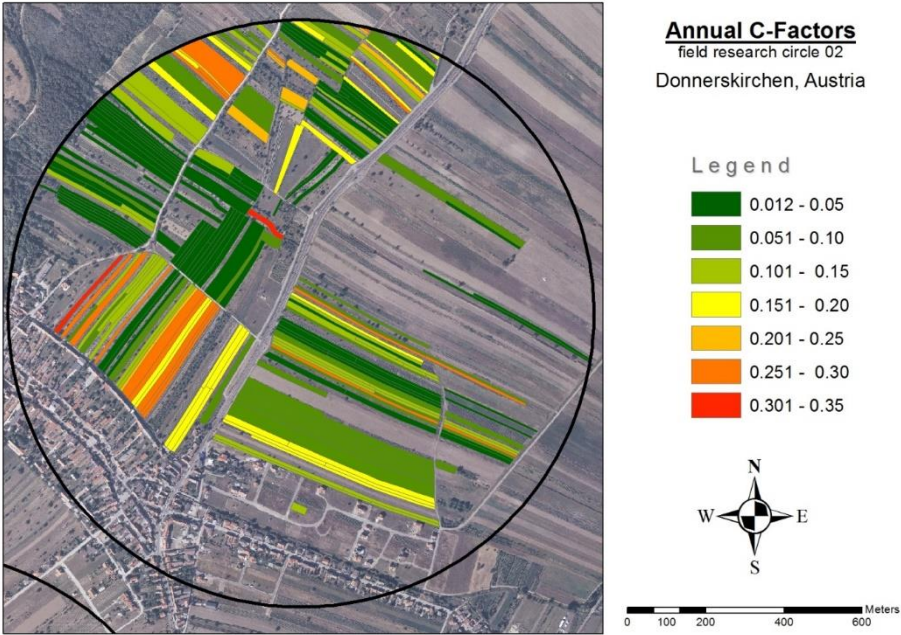 Annual C-Factors
field research circle 02
Donnerskirchen, Austria
Legend
0.012 - 0.05
0.051 - 0.10
0.101 - 0.15
0.151 - 0.20
0.201 - 0.25
0.251 - 0.30
0.301 - 0.35
N
W E
S
Meters
0 100 200 400 600